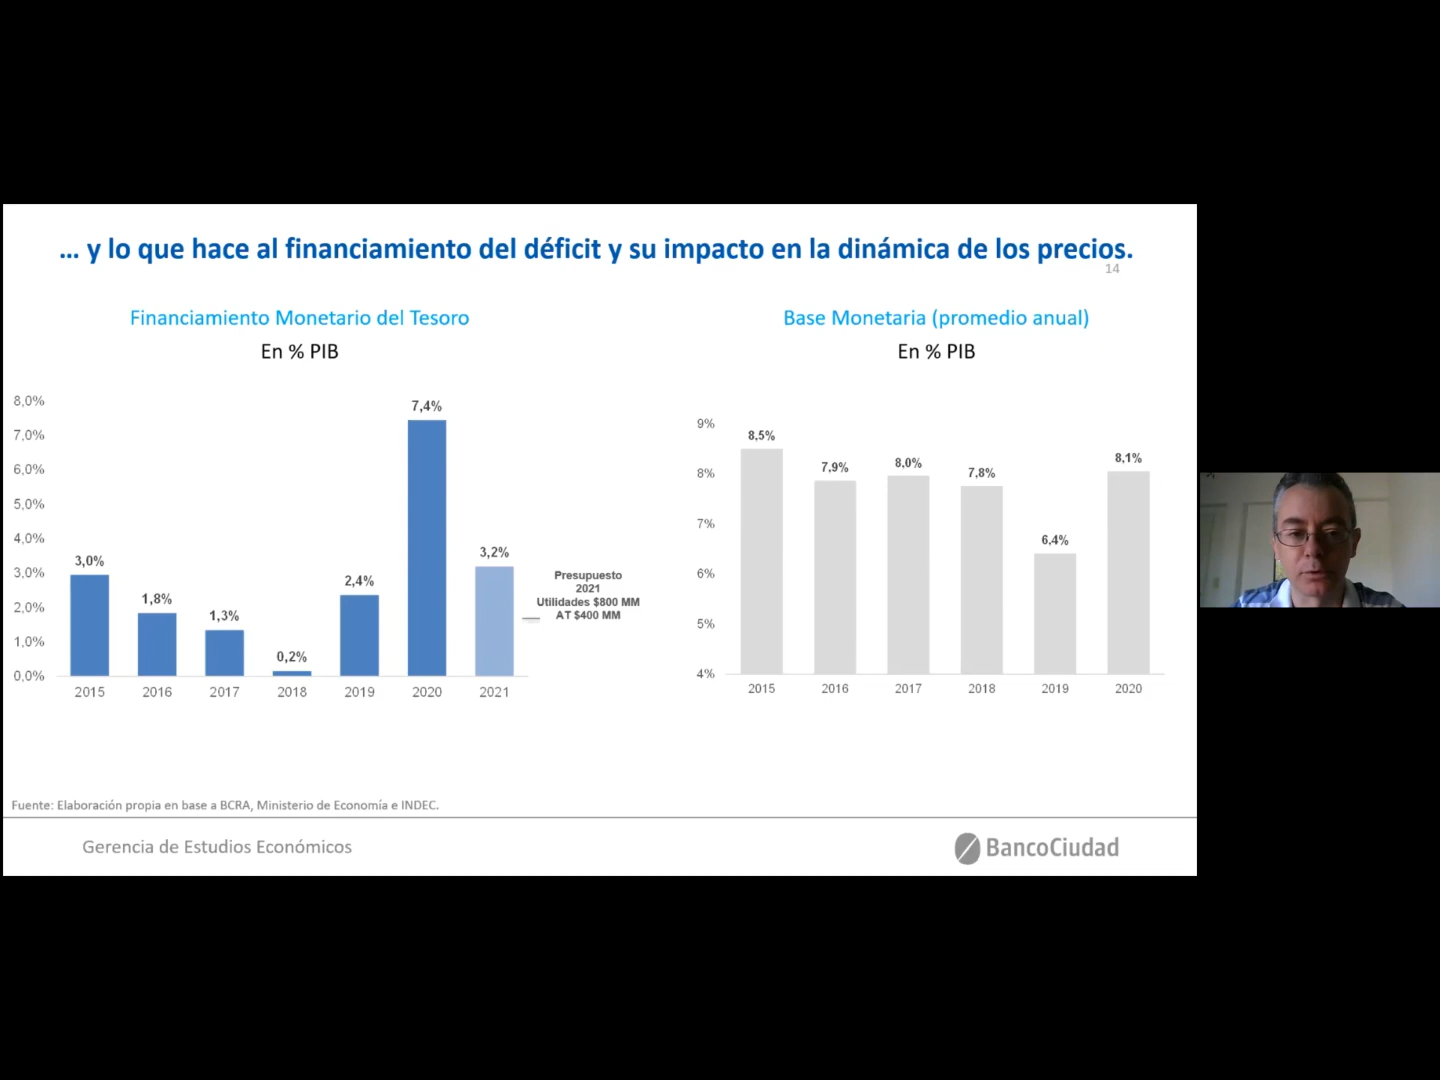 ... y lo que hace al financiamiento del déficit y su impacto en la dinámica de los precios.
14
Financiamiento Monetario del Tesoro
En % PIB
8,0%
7,0%
6,0%
5,0%
4,0%
3,0%
2,0%
1,0%
0,0%
3,0%
1,8%
1,3%
0,2%
2,4%
7,4%
3,2%
2015 2016 2017 2018 2019 2020 2021
Presupuesto
2021
Utilidades $800 MM
AT $400 MM
Base Monetaria (promedio anual)
En % PIB
9%
8%
7%
6%
5%
4%
8,5%
7,9%
8,0%
7,8%
6,4%
8,1%
2015 2016 2017 2018 2019 2020
Fuente: Elaboración propia en base a BCRA, Ministerio de Economía e INDEC.
Gerencia de Estudios Económicos
BancoCiudad